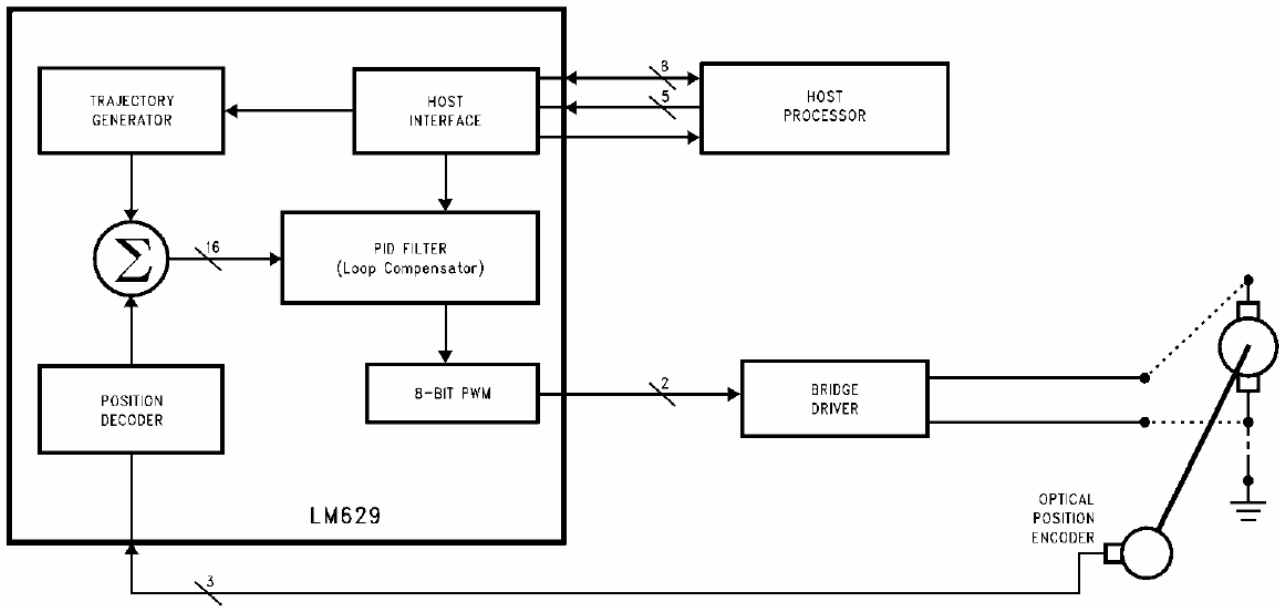 TRAJECTORY
GENERATOR
HOST
INTERFACE
8
5
HOST
PROCESSOR
Σ
16
PID FILTER
(Loop Compensator)
POSITION
DECODER
8-BIT PWM
2
BRIDGE
DRIVER
LM629
OPTICAL
POSITION
ENCODER
3